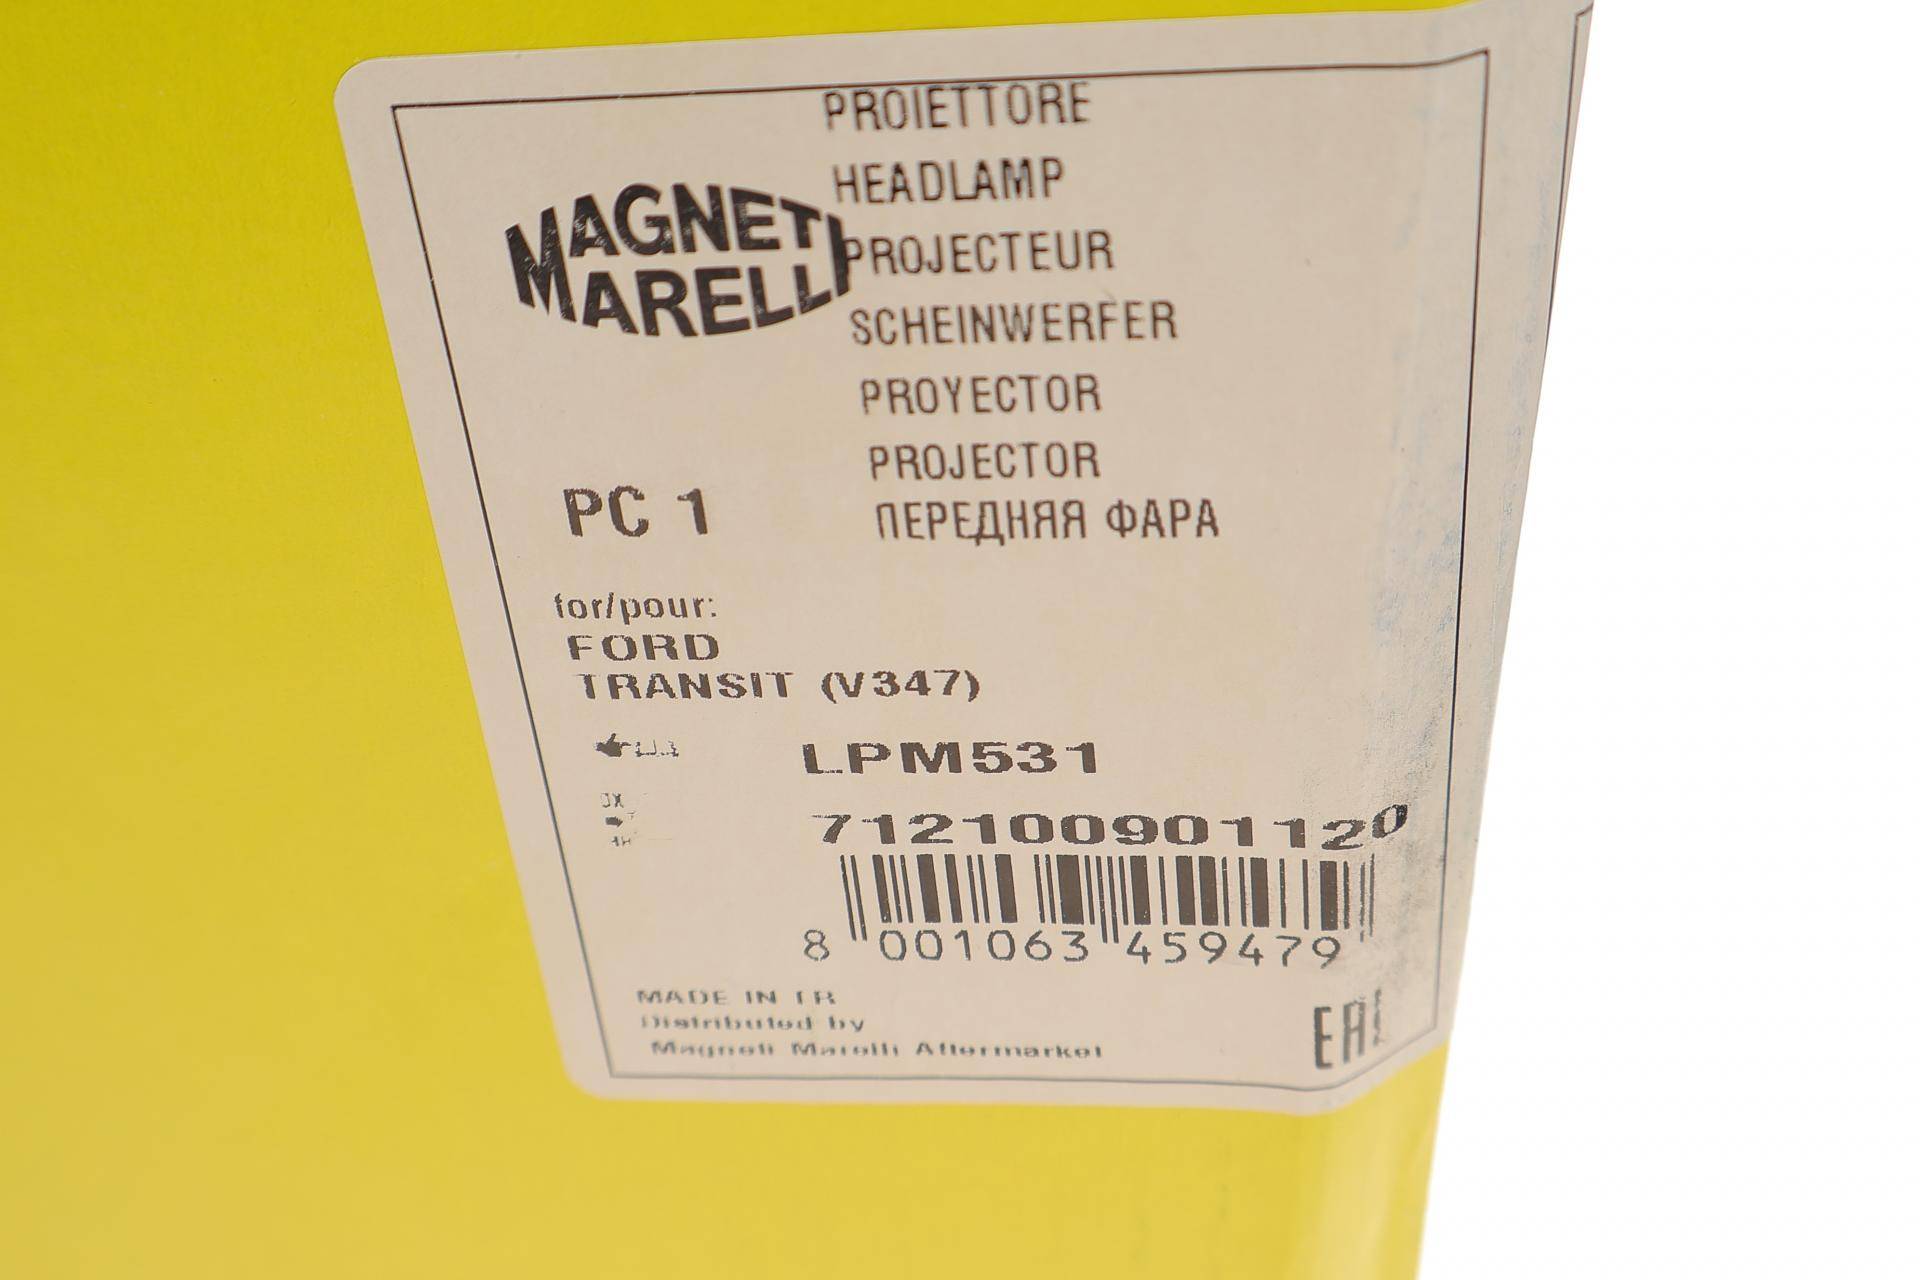 PROIETTORE
HEADLAMP
MAGNETI
MARELLI
PROJECTEUR
SCHEINWERFER
PROYECTOR
PROJECTOR
PC 1
ПЕРЕДНЯЯ ФАРА
for/pour:
FORD
TRANSIT (V347)
LPM531
712100901120
8 001063 459479
MADE IN TR
Distributed by
Magneti Marelli Aftermarket
EAC